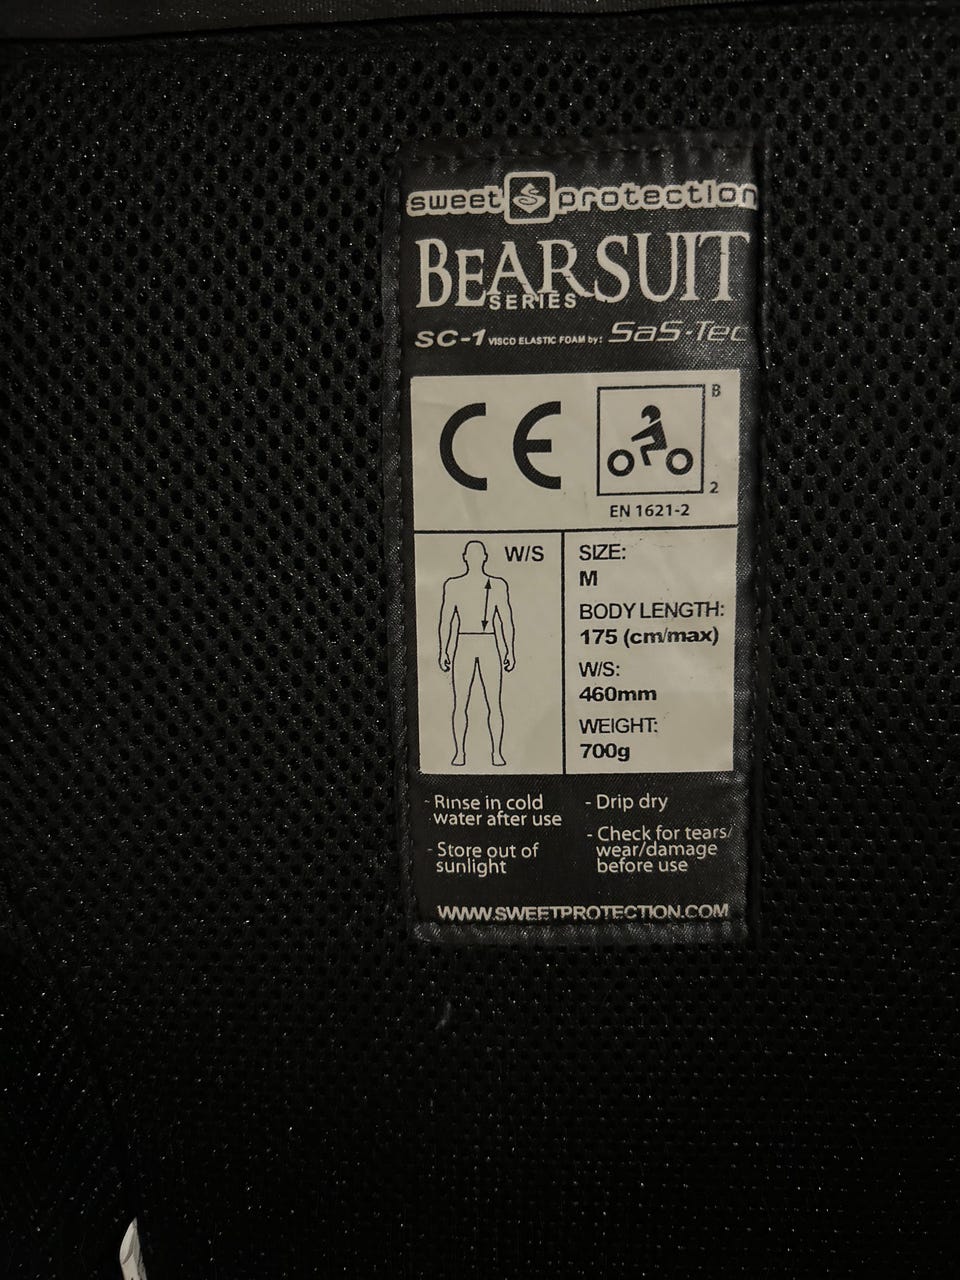 sweet protection
BEARSUIT
SERIES
SC-1 VISCO ELASTIC FOAM by: SaS-Tec
CE
B
2
EN 1621-2
W/S
SIZE:
M
BODY LENGTH:
175 (cm/max)
W/S:
460mm
WEIGHT:
700g
- Rinse in cold
water after use
- Store out of
sunlight
- Drip dry
- Check for tears/
wear/damage
before use
WWW.SWEETPROTECTION.COM